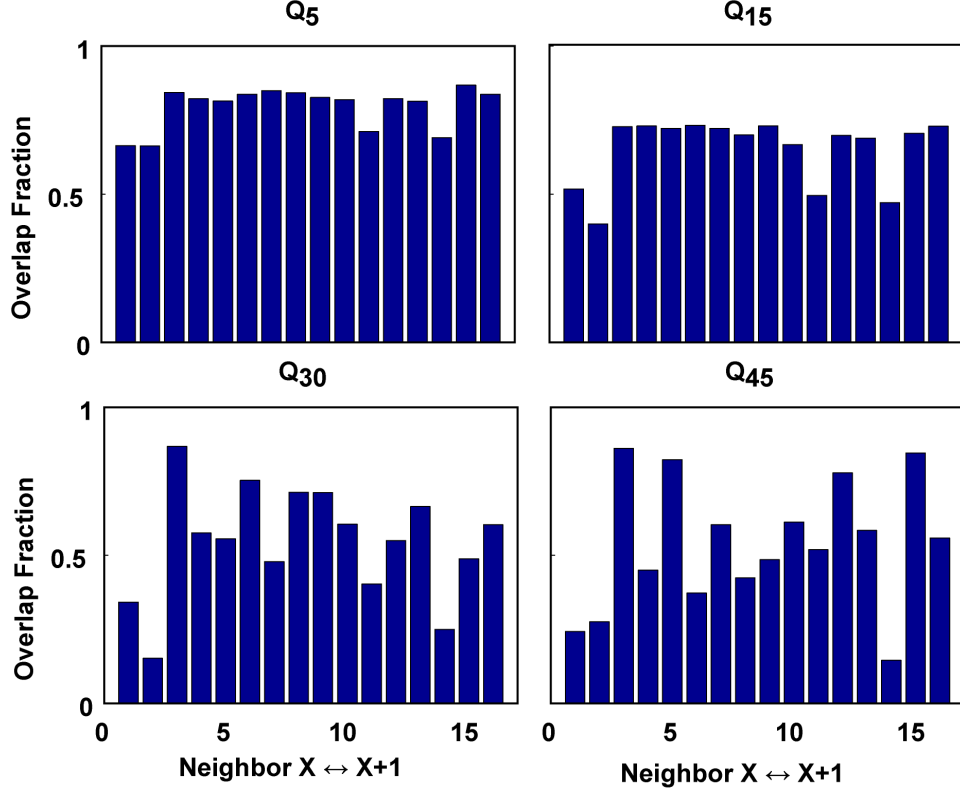 Q5
Q15
1
0.5
0
Overlap Fraction
Q30
Q45
1
0.5
0
Overlap Fraction
0 5 10 15
0 5 10 15
Neighbor X ↔ X+1
Neighbor X ↔ X+1